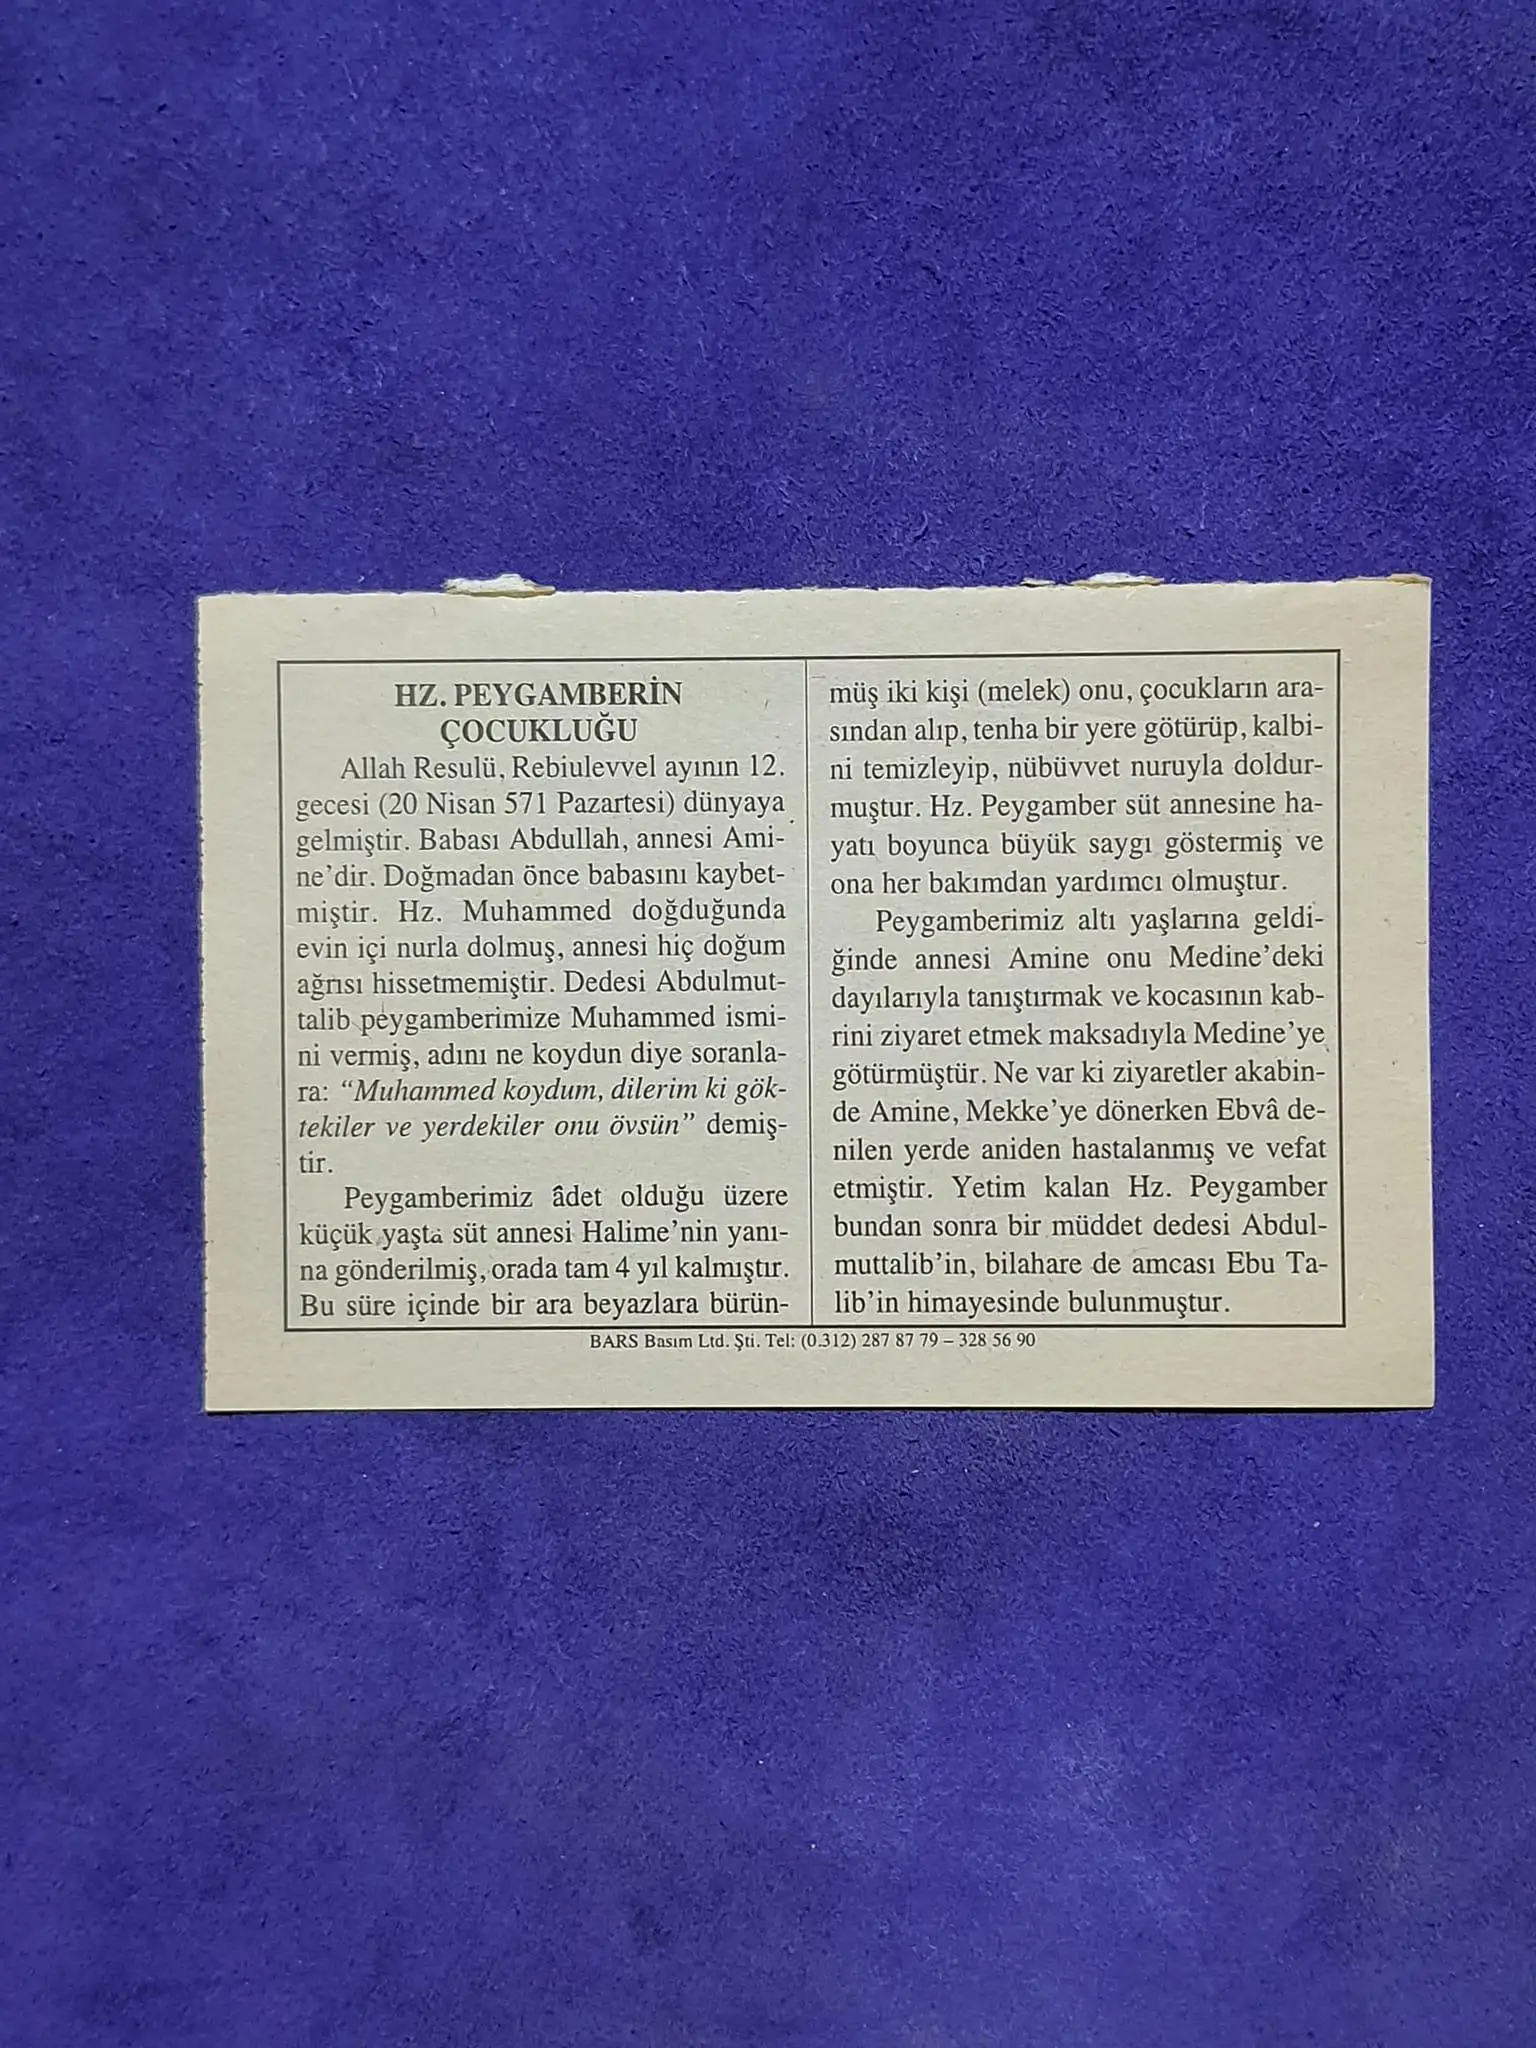 HZ. PEYGAMBERİN
ÇOCUKLUĞU
Allah Resulü, Rebiulevvel ayının 12.
gecesi (20 Nisan 571 Pazartesi) dünyaya
gelmiştir. Babası Abdullah, annesi Ami-
ne'dir. Doğmadan önce babasını kaybet-
miştir. Hz. Muhammed doğduğunda
evin içi nurla dolmuş, annesi hiç doğum
ağrısı hissetmemiştir. Dedesi Abdulmut-
talib peygamberimize Muhammed ismi-
ni vermiş, adını ne koydun diye soranla-
ra: “Muhammed koydum, dilerim ki gök-
tekiler ve yerdekiler onu övsün” demiş-
tir.
Peygamberimiz âdet olduğu üzere
küçük yaşta süt annesi Halime'nin yanı-
na gönderilmiş, orada tam 4 yıl kalmıştır.
Bu süre içinde bir ara beyazlara bürün-
müş iki kişi (melek) onu, çocukların ara-
sından alıp, tenha bir yere götürüp, kalbi-
ni temizleyip, nübüvvet nuruyla doldur-
muştur. Hz. Peygamber süt annesine ha-
yatı boyunca büyük saygı göstermiş ve
ona her bakımdan yardımcı olmuştur.
Peygamberimiz altı yaşlarına geldi-
ğinde annesi Amine onu Medine'deki
dayılarıyla tanıştırmak ve kocasının kab-
rini ziyaret etmek maksadıyla Medine'ye
götürmüştür. Ne var ki ziyaretler akabin-
de Amine, Mekke'ye dönerken Ebvâ de-
nilen yerde aniden hastalanmış ve vefat
etmiştir. Yetim kalan Hz. Peygamber
bundan sonra bir müddet dedesi Abdul-
muttalib'in, bilahare de amcası Ebu Ta-
lib'in himayesinde bulunmuştur.
BARS Basım Ltd. Şti. Tel: (0.312) 287 87 79 – 328 56 90